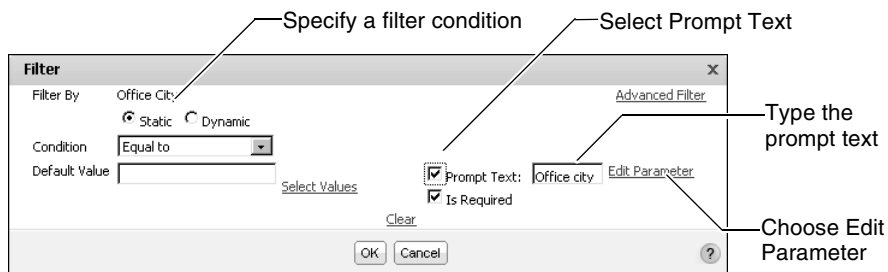 Specify a filter condition
Select Prompt Text
Filter
x
Filter By Office City
Advanced Filter
Static Dynamic
Type the
prompt text
Condition Equal to
Default Value
Select Values
Prompt Text: Office city Edit Parameter
Is Required
Clear
Choose Edit
Parameter
OK Cancel ?